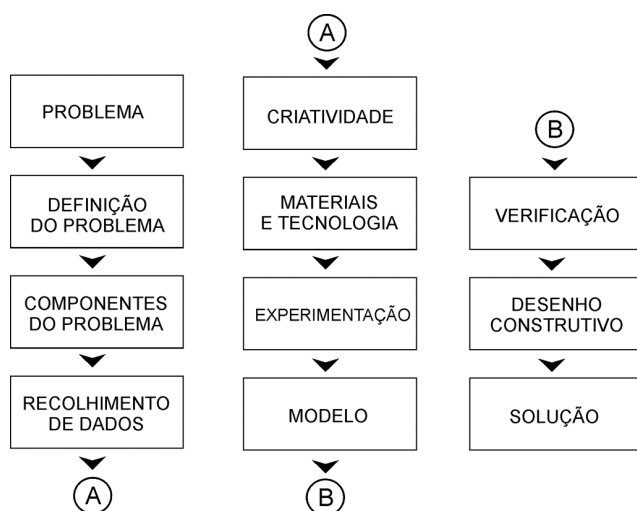 PROBLEMA
DEFINIÇÃO
DO PROBLEMA
COMPONENTES
DO PROBLEMA
RECOLHIMENTO
DE DADOS
A
A
CRIATIVIDADE
MATERIAIS
E TECNOLOGIA
EXPERIMENTAÇÃO
MODELO
B
B
VERIFICAÇÃO
DESENHO
CONSTRUTIVO
SOLUÇÃO